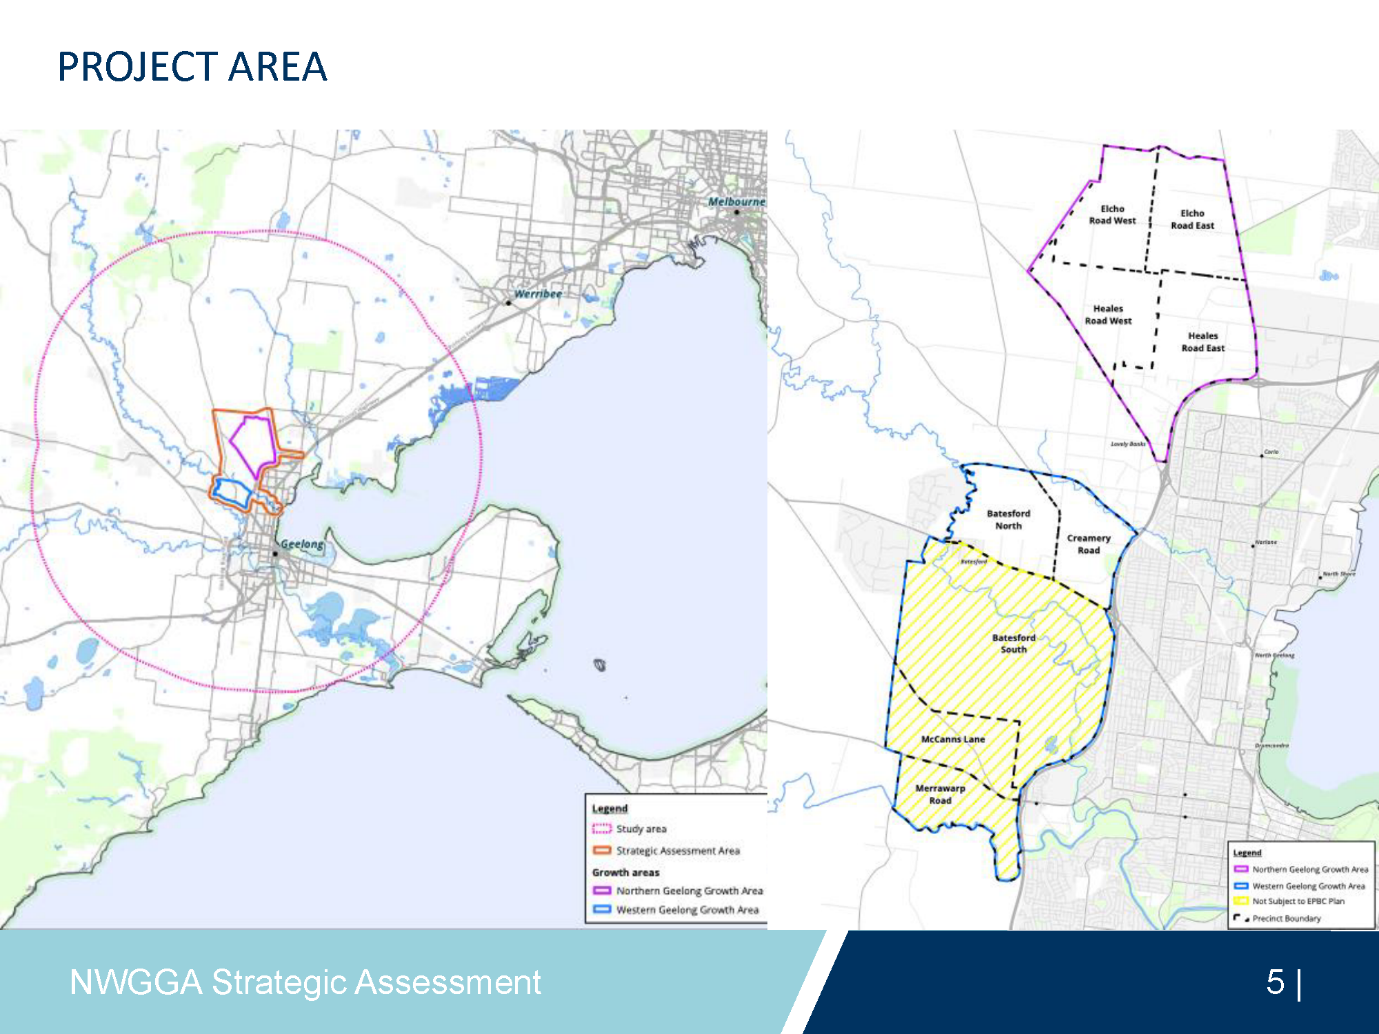 PROJECT AREA
Melbourne
Werribee
Geelong
Legend
Study area
Strategic Assessment Area
Growth areas
Northern Geelong Growth Area
Western Geelong Growth Area
Elcho
Road West
Elcho
Road East
Heales
Road West
Heales
Road East
Lovely Banks
Corio
Batesford
North
Creamery
Road
Batesford
Norlane
North Shore
Batesford
South
North Geelong
McCanns Lane
Drumcondra
Merrawarp
Road
Legend
Northern Geelong Growth Area
Western Geelong Growth Area
Not Subject to EPBC Plan
Precinct Boundary
NWGGA Strategic Assessment
5 |